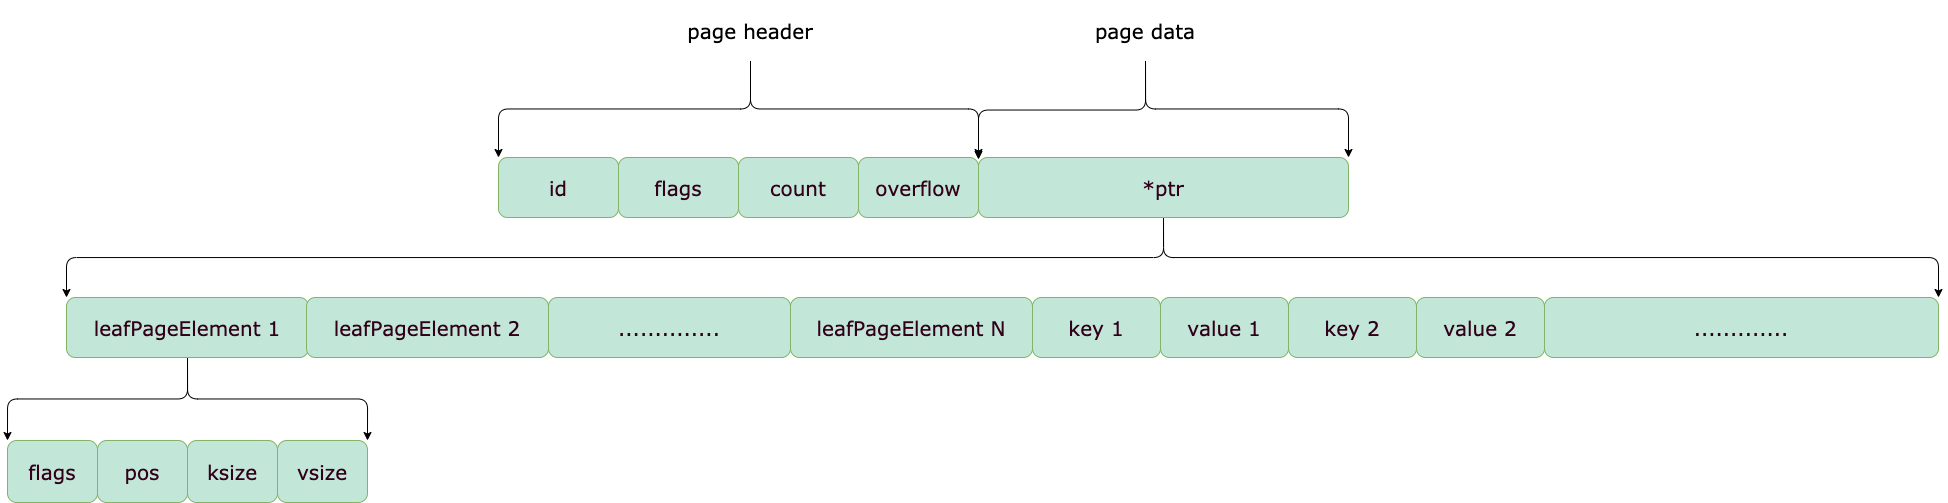 page header
page data
id
flags
count
overflow
*ptr
leafPageElement 1
leafPageElement 2
..............
leafPageElement N
key 1
value 1
key 2
value 2
.............
flags
pos
ksize
vsize